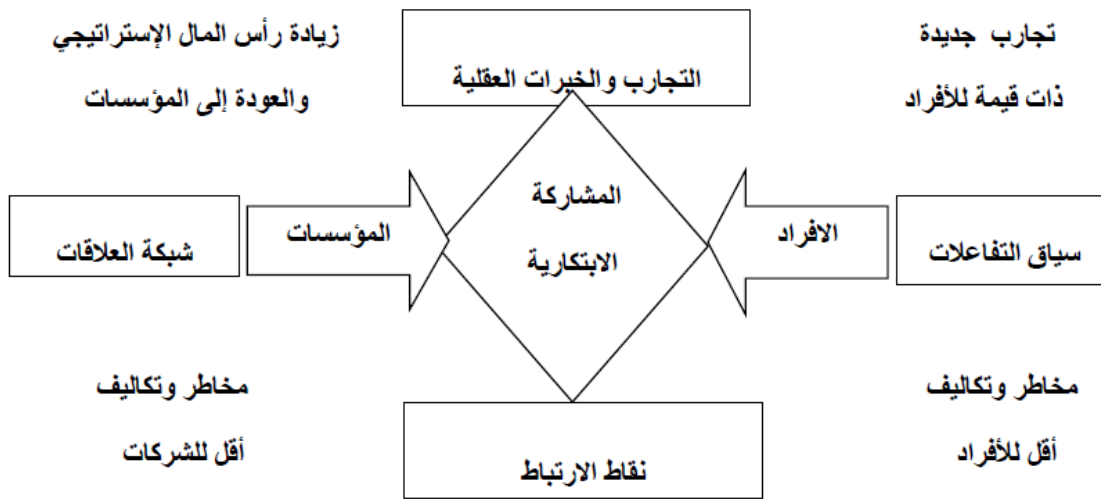 تجارب جديدة
ذات قيمة للأفراد
التجارب والخبرات العقلية
زيادة رأس المال الإستراتيجي
والعودة إلى المؤسسات
سياق التفاعلات
الافراد
المشاركة
الابتكارية
المؤسسات
شبكة العلاقات
مخاطر وتكاليف
أقل للأفراد
نقاط الارتباط
مخاطر وتكاليف
أقل للشركات